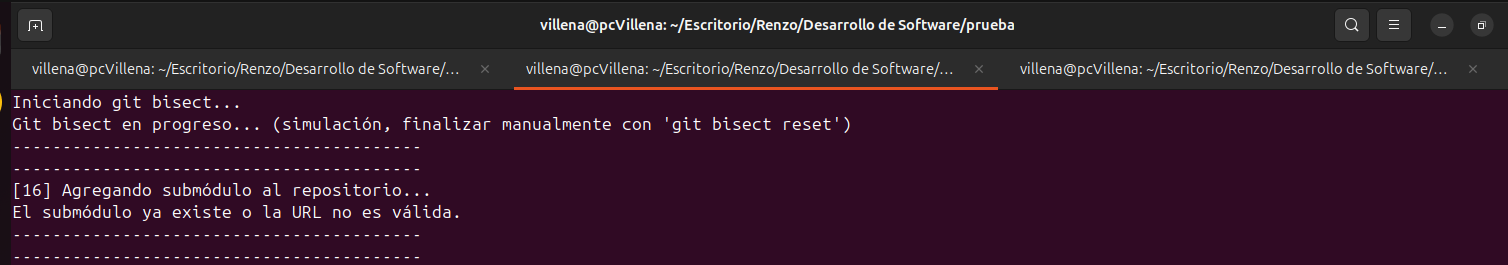 villena@pcVillena: ~/Escritorio/Renzo/Desarrollo de Software/prueba
villena@pcVillena: ~/Escritorio/Renzo/Desarrollo de Software/...
villena@pcVillena: ~/Escritorio/Renzo/Desarrollo de Software/...
villena@pcVillena: ~/Escritorio/Renzo/Desarrollo de Software/...
Iniciando git bisect...
Git bisect en progreso... (simulación, finalizar manualmente con 'git bisect reset')
-----------------------------------------
-----------------------------------------
[16] Agregando submódulo al repositorio...
El submódulo ya existe o la URL no es válida.
-----------------------------------------
-----------------------------------------